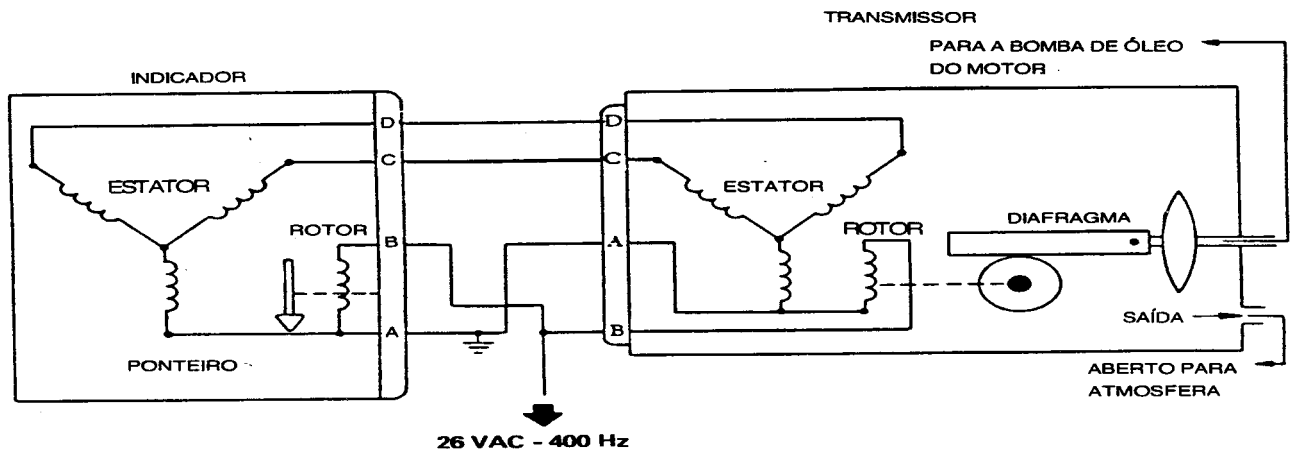 TRANSMISSOR
PARA A BOMBA DE ÓLEO
DO MOTOR
INDICADOR
D
D
C
C
ESTATOR
ESTATOR
DIAFRAGMA
ROTOR
B
A
ROTOR
A
B
SAÍDA
PONTEIRO
ABERTO PARA
ATMOSFERA
26 VAC - 400 Hz